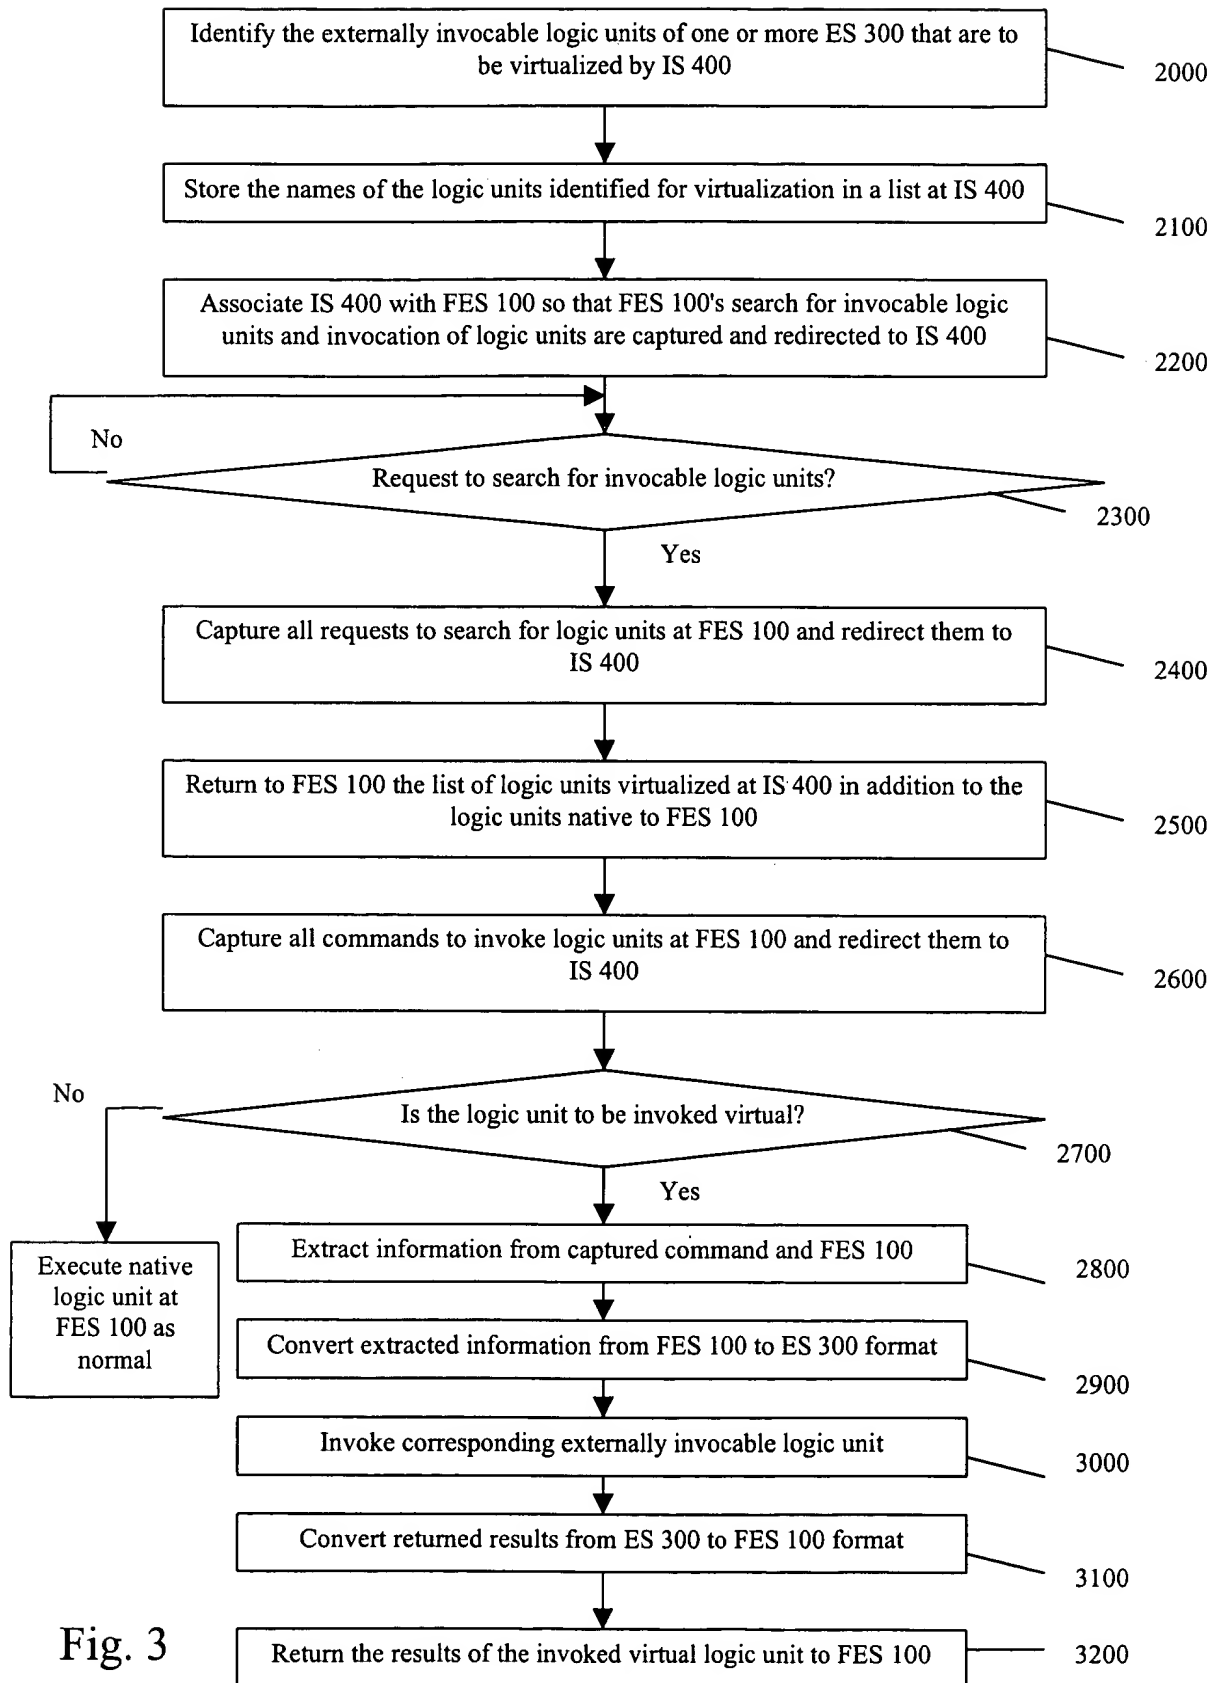 Identify the externally invocable logic units of one or more ES 300 that are to
be virtualized by IS 400
2000
Store the names of the logic units identified for virtualization in a list at IS 400
2100
Associate IS 400 with FES 100 so that FES 100's search for invocable logic
units and invocation of logic units are captured and redirected to IS 400
2200
No
Request to search for invocable logic units?
2300
Yes
Capture all requests to search for logic units at FES 100 and redirect them to
IS 400
2400
Return to FES 100 the list of logic units virtualized at IS 400 in addition to the
logic units native to FES 100
2500
Capture all commands to invoke logic units at FES 100 and redirect them to
IS 400
2600
No
Is the logic unit to be invoked virtual?
2700
Yes
Execute native
logic unit at
FES 100 as
normal
Extract information from captured command and FES 100
2800
Convert extracted information from FES 100 to ES 300 format
2900
Invoke corresponding externally invocable logic unit
3000
Convert returned results from ES 300 to FES 100 format
3100
Return the results of the invoked virtual logic unit to FES 100
3200
Fig. 3